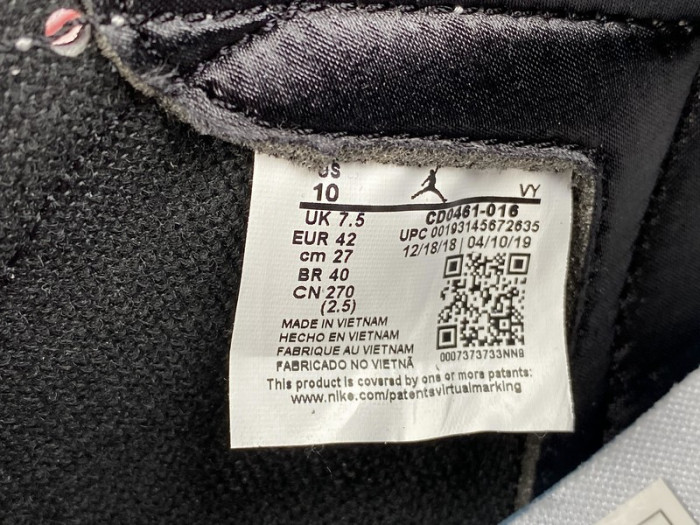 US
10
VY
UK 7.5
CD0461-016
EUR 42
UPC 00193145672635
cm 27
12/18/18 | 04/10/19
BR 40
CN 270
(2.5)
MADE IN VIETNAM
HECHO EN VIETNAM
FABRIQUE AU VIETNAM
FABRICADO NO VIETNÃ
0007373733NN9
This product is covered by one or more patents:
www.nike.com/patentsvirtualmarking